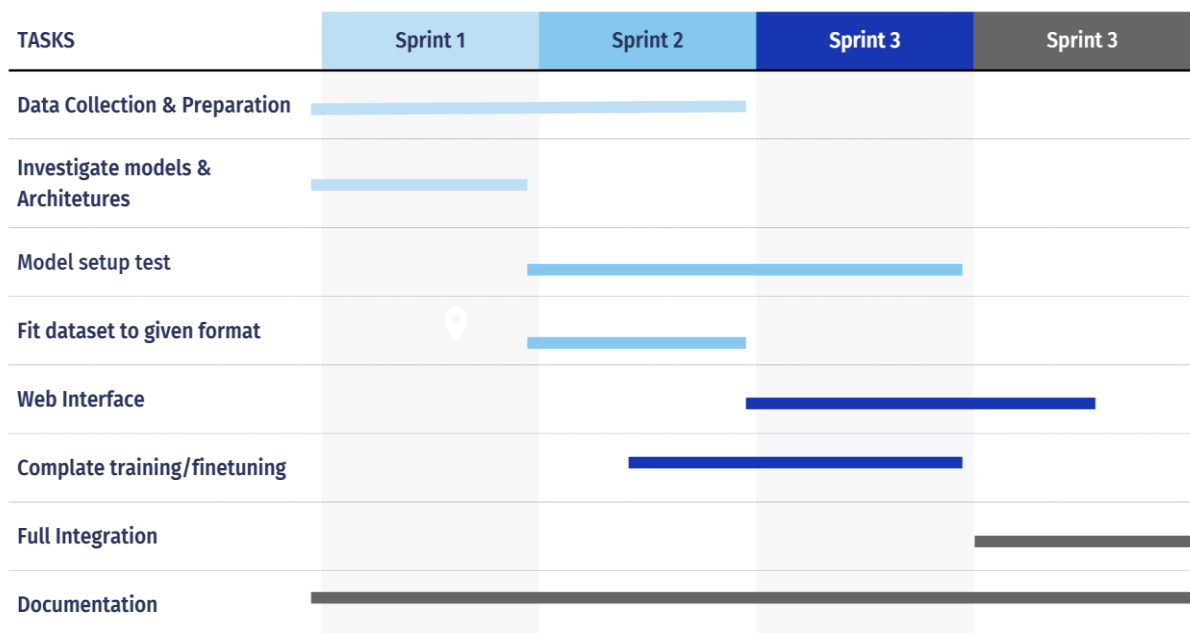 TASKS Sprint 1 Sprint 2 Sprint 3 Sprint 3
Data Collection & Preparation
Investigate models &
Architetures
Model setup test
Fit dataset to given format
Web Interface
Complate training/finetuning
Full Integration
Documentation